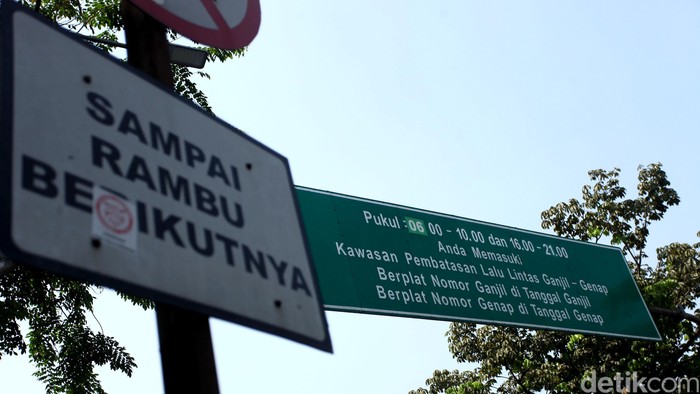 SAMPAI
RAMBU
BERIKUTNYA
Pukul : 06.00 - 10.00 dan 16.00 - 21.00
Anda Memasuki
Kawasan Pembatasan Lalu Lintas Ganjil - Genap
Berplat Nomor Ganjil di Tanggal Ganjil
Berplat Nomor Genap di Tanggal Genap
detikcom